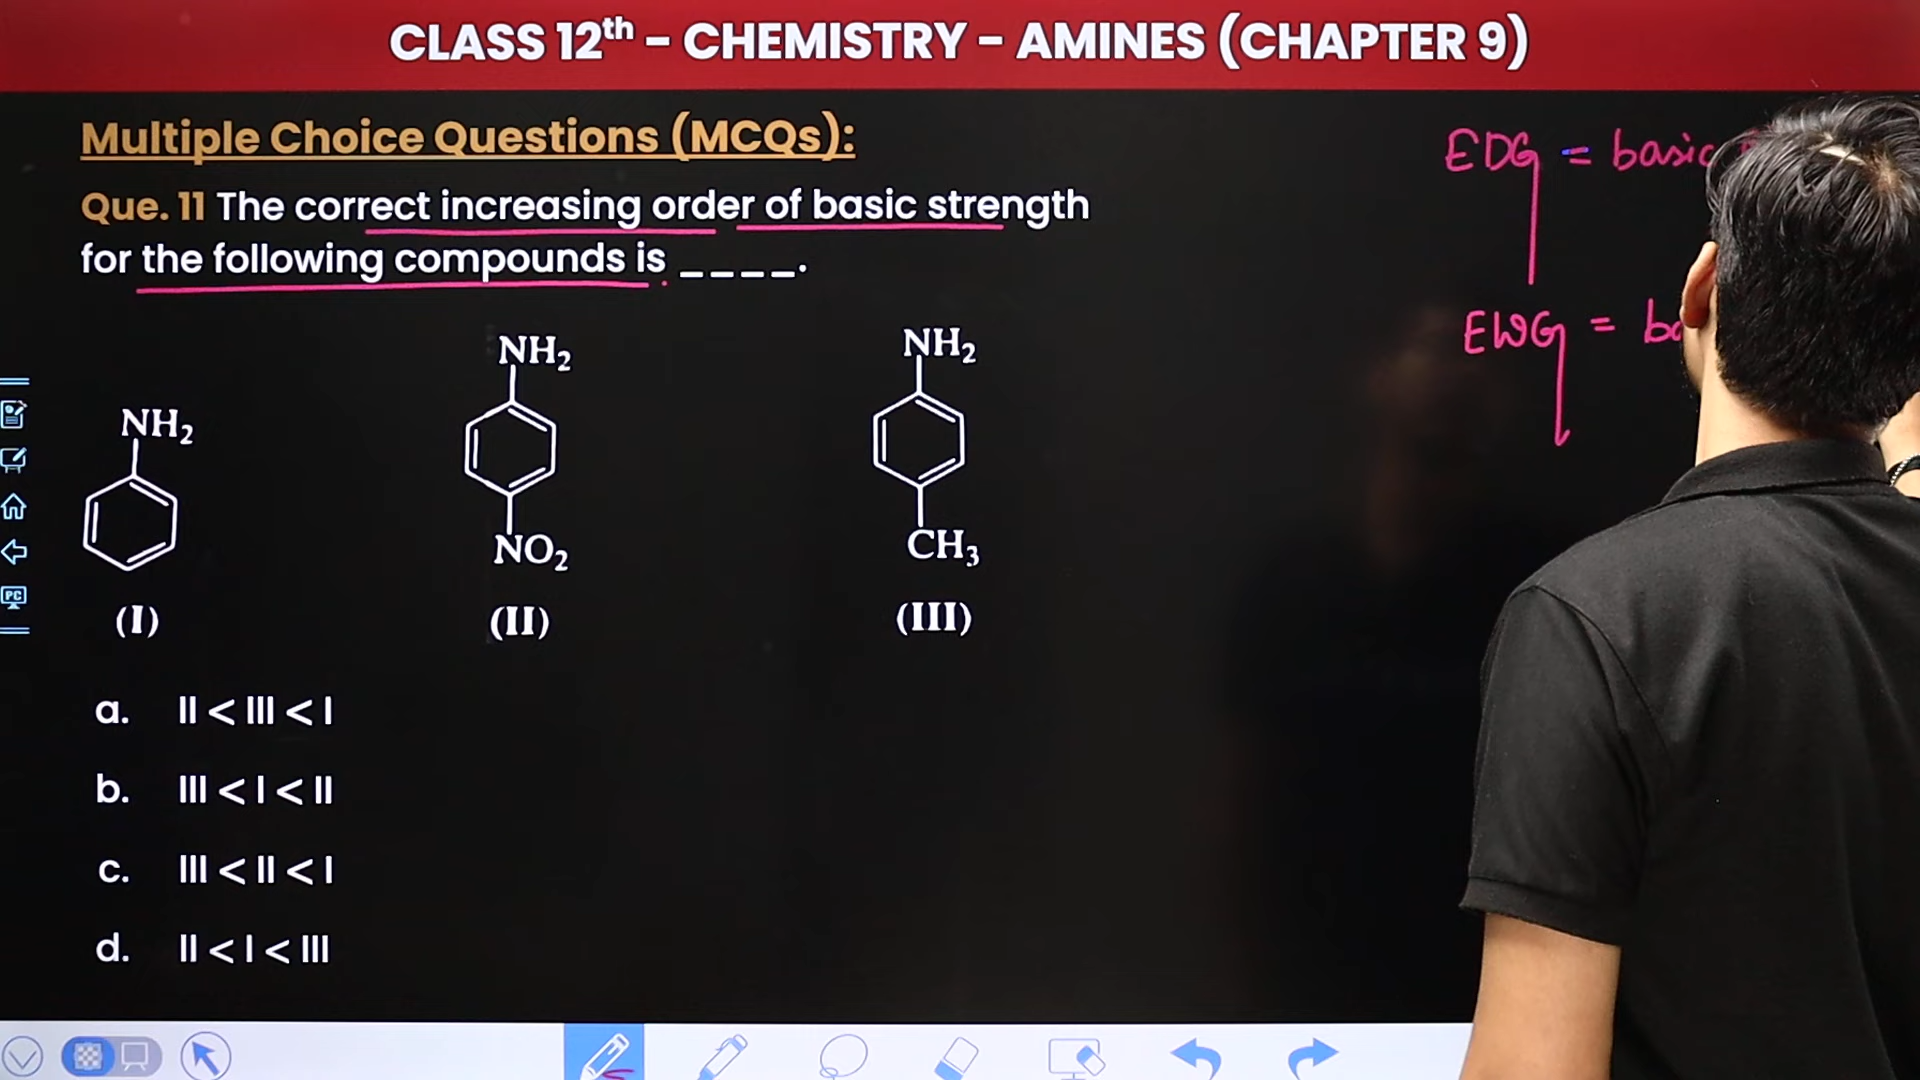 CLASS 12th - CHEMISTRY - AMINES (CHAPTER 9)
Multiple Choice Questions (MCQs):
Que. 11 The correct increasing order of basic strength
for the following compounds is ____.
EDG = basic
EWG =
NH2
NH2
NH2
NO2
CH3
(I)
(II)
(III)
a. II < III < I
b. III < I < II
c. III < II < I
d. II < I < III
PC